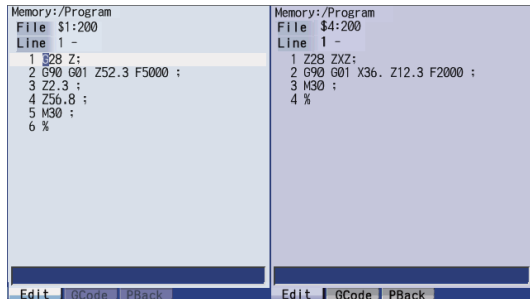 Memory:/Program
File $1:200
Line 1 -
1 G28 Z;
2 G90 G01 Z52.3 F5000 ;
3 Z2.3 ;
4 Z56.8 ;
5 M30 ;
6 %
Edit GCode PBack
Memory:/Program
File $4:200
Line 1 -
1 Z28 ZXZ;
2 G90 G01 X36. Z12.3 F2000 ;
3 M30 ;
4 %
Edit GCode PBack